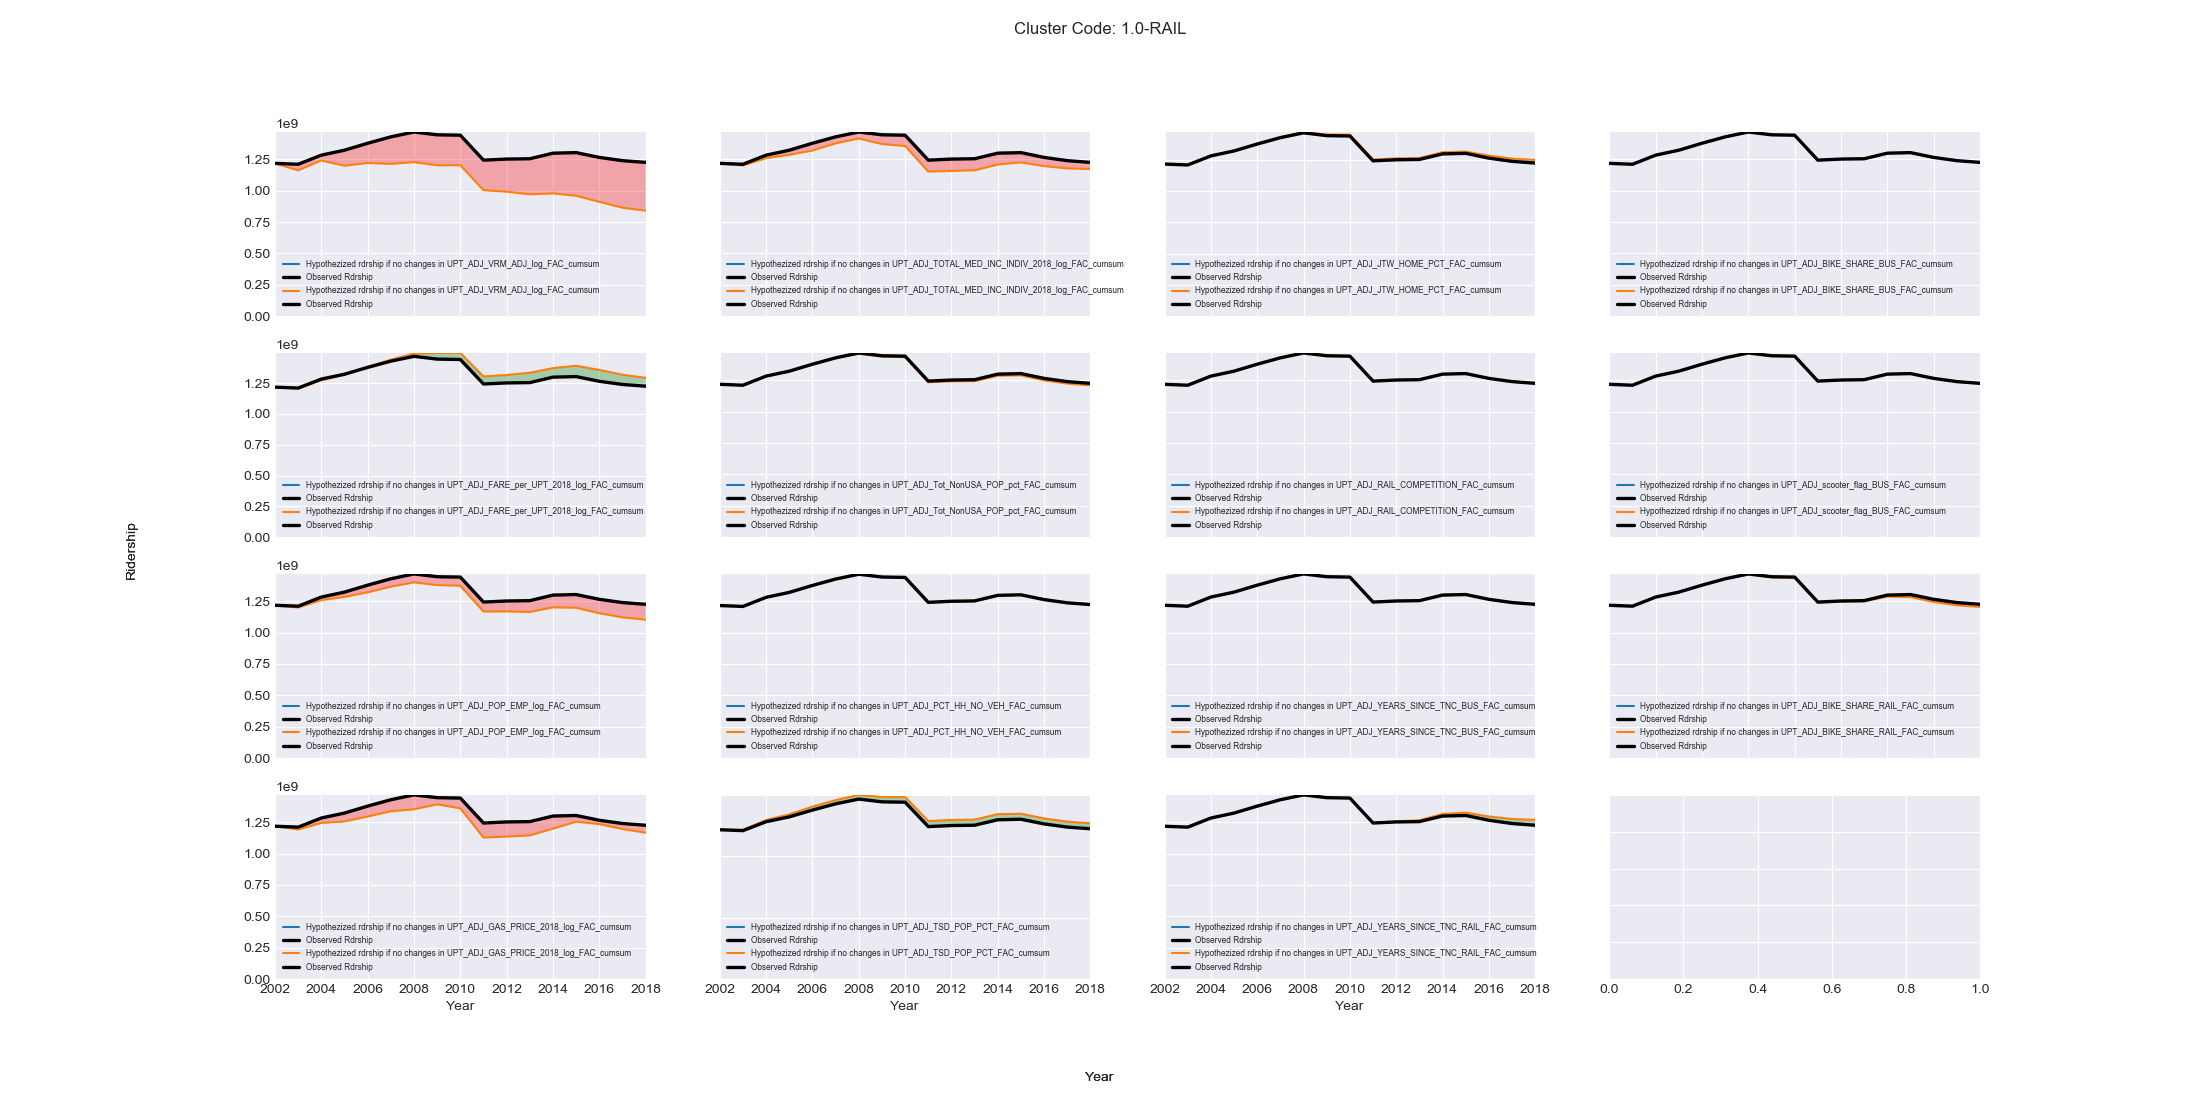 Cluster Code: 1.0-RAIL
1e9
1.25
1.00
0.75
0.50
0.25
0.00
Hypothezized rdrship if no changes in UPT_ADJ_VRM_ADJ_log_FAC_cumsum
Observed Rdrship
Hypothezized rdrship if no changes in UPT_ADJ_VRM_ADJ_log_FAC_cumsum
Observed Rdrship
Hypothezized rdrship if no changes in UPT_ADJ_TOTAL_MED_INC_INDIV_2018_log_FAC_cumsum
Observed Rdrship
Hypothezized rdrship if no changes in UPT_ADJ_TOTAL_MED_INC_INDIV_2018_log_FAC_cumsum
Observed Rdrship
Hypothezized rdrship if no changes in UPT_ADJ_JTW_HOME_PCT_FAC_cumsum
Observed Rdrship
Hypothezized rdrship if no changes in UPT_ADJ_JTW_HOME_PCT_FAC_cumsum
Observed Rdrship
Hypothezized rdrship if no changes in UPT_ADJ_BIKE_SHARE_BUS_FAC_cumsum
Observed Rdrship
Hypothezized rdrship if no changes in UPT_ADJ_BIKE_SHARE_BUS_FAC_cumsum
Observed Rdrship
1e9
1.25
1.00
0.75
0.50
0.25
0.00
Hypothezized rdrship if no changes in UPT_ADJ_FARE_per_UPT_2018_log_FAC_cumsum
Observed Rdrship
Hypothezized rdrship if no changes in UPT_ADJ_FARE_per_UPT_2018_log_FAC_cumsum
Observed Rdrship
Hypothezized rdrship if no changes in UPT_ADJ_Tot_NonUSA_POP_pct_FAC_cumsum
Observed Rdrship
Hypothezized rdrship if no changes in UPT_ADJ_Tot_NonUSA_POP_pct_FAC_cumsum
Observed Rdrship
Hypothezized rdrship if no changes in UPT_ADJ_RAIL_COMPETITION_FAC_cumsum
Observed Rdrship
Hypothezized rdrship if no changes in UPT_ADJ_RAIL_COMPETITION_FAC_cumsum
Observed Rdrship
Hypothezized rdrship if no changes in UPT_ADJ_scooter_flag_BUS_FAC_cumsum
Observed Rdrship
Hypothezized rdrship if no changes in UPT_ADJ_scooter_flag_BUS_FAC_cumsum
Observed Rdrship
Ridership
1e9
1.25
1.00
0.75
0.50
0.25
0.00
Hypothezized rdrship if no changes in UPT_ADJ_POP_EMP_log_FAC_cumsum
Observed Rdrship
Hypothezized rdrship if no changes in UPT_ADJ_POP_EMP_log_FAC_cumsum
Observed Rdrship
Hypothezized rdrship if no changes in UPT_ADJ_PCT_HH_NO_VEH_FAC_cumsum
Observed Rdrship
Hypothezized rdrship if no changes in UPT_ADJ_PCT_HH_NO_VEH_FAC_cumsum
Observed Rdrship
Hypothezized rdrship if no changes in UPT_ADJ_YEARS_SINCE_TNC_BUS_FAC_cumsum
Observed Rdrship
Hypothezized rdrship if no changes in UPT_ADJ_YEARS_SINCE_TNC_BUS_FAC_cumsum
Observed Rdrship
Hypothezized rdrship if no changes in UPT_ADJ_BIKE_SHARE_RAIL_FAC_cumsum
Observed Rdrship
Hypothezized rdrship if no changes in UPT_ADJ_BIKE_SHARE_RAIL_FAC_cumsum
Observed Rdrship
1e9
1.25
1.00
0.75
0.50
0.25
0.00
Hypothezized rdrship if no changes in UPT_ADJ_GAS_PRICE_2018_log_FAC_cumsum
Observed Rdrship
Hypothezized rdrship if no changes in UPT_ADJ_GAS_PRICE_2018_log_FAC_cumsum
Observed Rdrship
2002 2004 2006 2008 2010 2012 2014 2016 2018
Year
Hypothezized rdrship if no changes in UPT_ADJ_TSD_POP_PCT_FAC_cumsum
Observed Rdrship
Hypothezized rdrship if no changes in UPT_ADJ_TSD_POP_PCT_FAC_cumsum
Observed Rdrship
2002 2004 2006 2008 2010 2012 2014 2016 2018
Year
Hypothezized rdrship if no changes in UPT_ADJ_YEARS_SINCE_TNC_RAIL_FAC_cumsum
Observed Rdrship
Hypothezized rdrship if no changes in UPT_ADJ_YEARS_SINCE_TNC_RAIL_FAC_cumsum
Observed Rdrship
2002 2004 2006 2008 2010 2012 2014 2016 2018
Year
0.0 0.2 0.4 0.6 0.8 1.0
Year